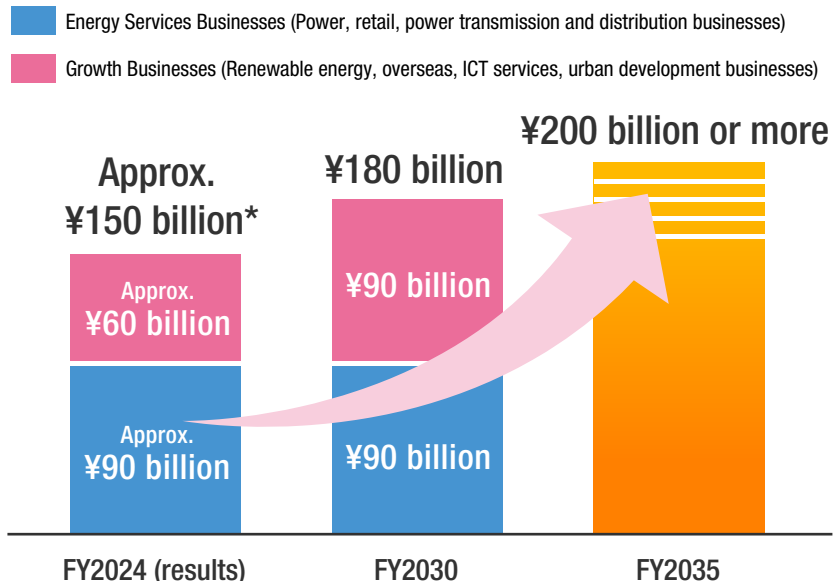 Energy Services Businesses (Power, retail, power transmission and distribution businesses)
Growth Businesses (Renewable energy, overseas, ICT services, urban development businesses)
Approx.
¥150 billion*
¥180 billion
¥200 billion or more
Approx.
¥60 billion
¥90 billion
Approx.
¥90 billion
¥90 billion
FY2024 (results)
FY2030
FY2035